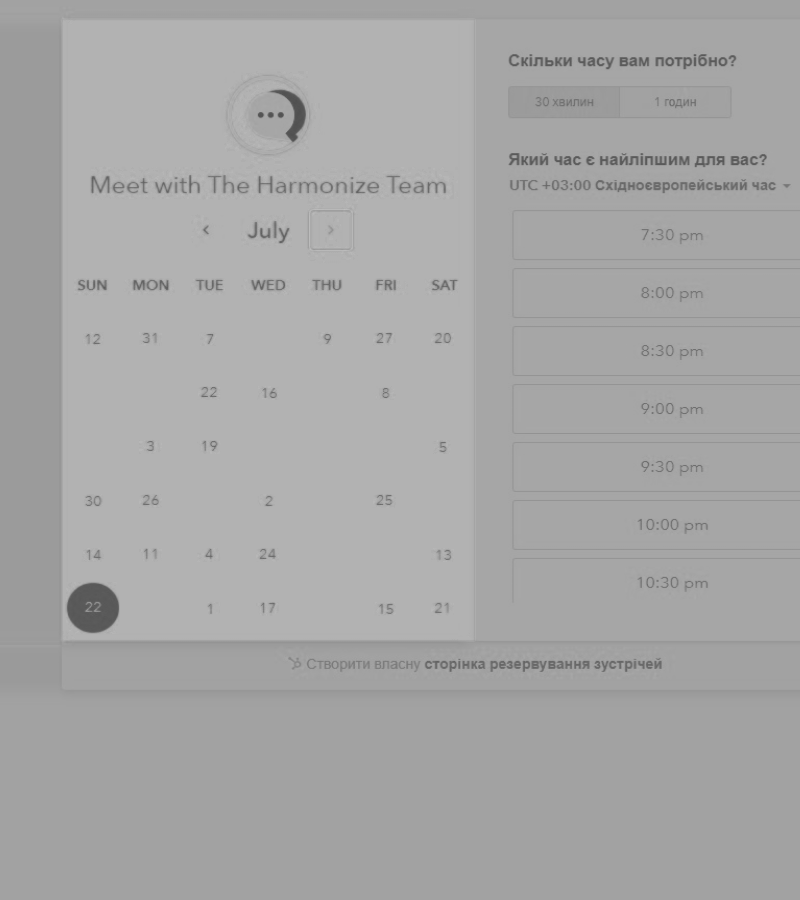 Meet with The Harmonize Team
July
SUN MON TUE WED THU FRI SAT
12 31 7 9 27 20
22 16 8
3 19 5
30 26 2 25
14 11 4 24 13
22 1 17 15 21
Скільки часу вам потрібно?
30 хвилин 1 годин
Який час є найліпшим для вас?
UTC +03:00 Східноєвропейський час
7:30 pm
8:00 pm
8:30 pm
9:00 pm
9:30 pm
10:00 pm
10:30 pm
Створити власну сторінка резервування зустрічей